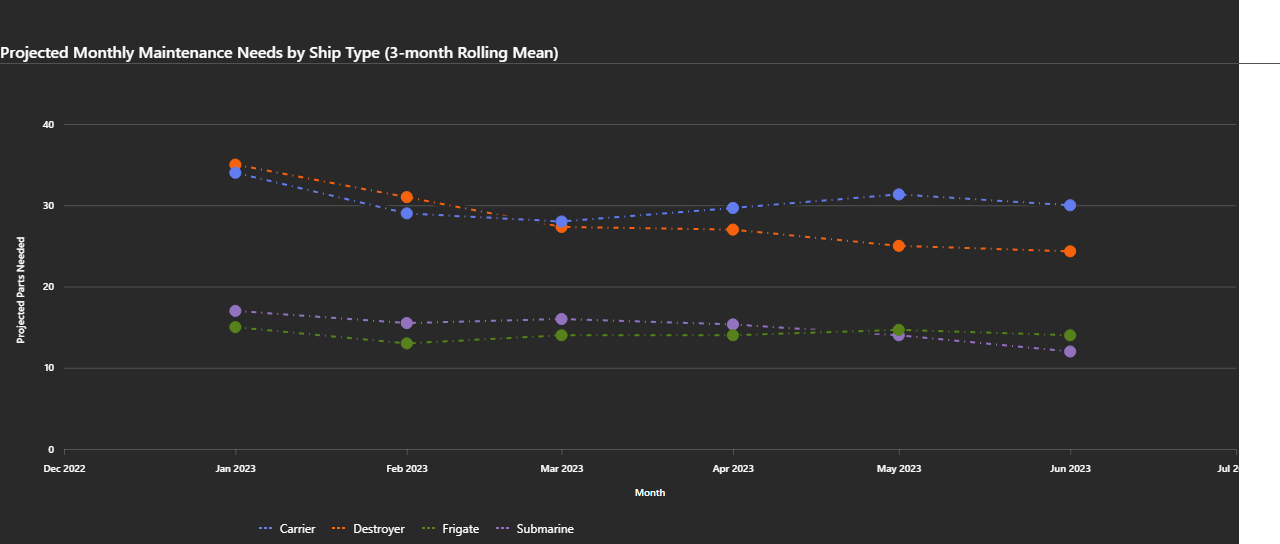 Projected Monthly Maintenance Needs by Ship Type (3-month Rolling Mean)
40
30
20
10
0
Projected Parts Needed
Dec 2022 Jan 2023 Feb 2023 Mar 2023 Apr 2023 May 2023 Jun 2023 Jul 2
Month
Carrier Destroyer Frigate Submarine